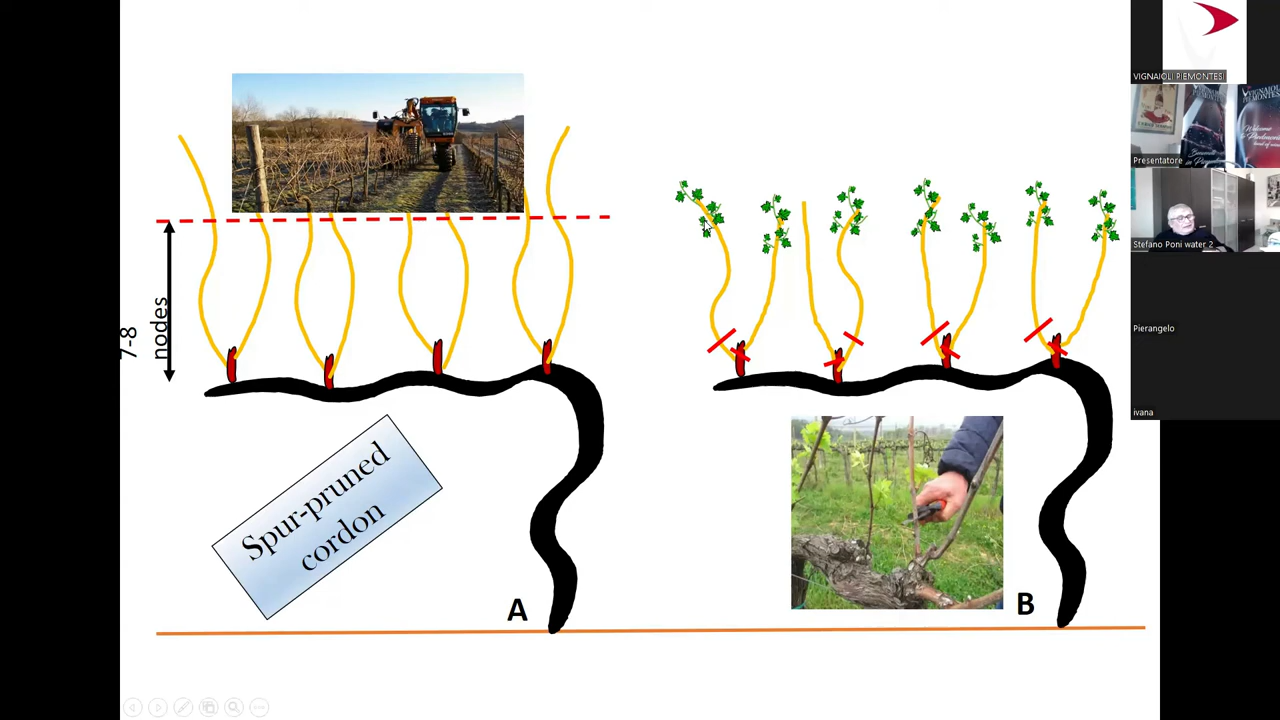 7-8
nodes
Spur-pruned
cordon
A
B
VIGNAIOLI PIEMONTESI
Presentatore
Stefano Poni water 2
Pierangelo
ivana